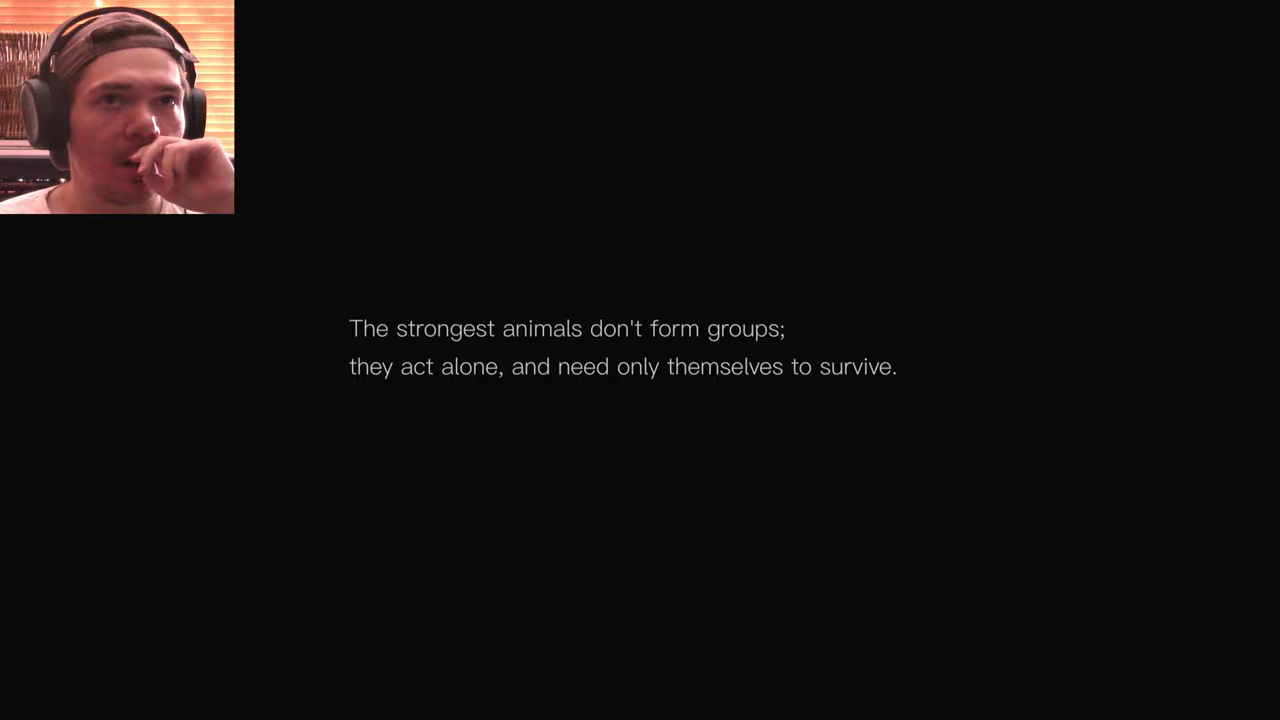 The strongest animals don't form groups;
they act alone, and need only themselves to survive.